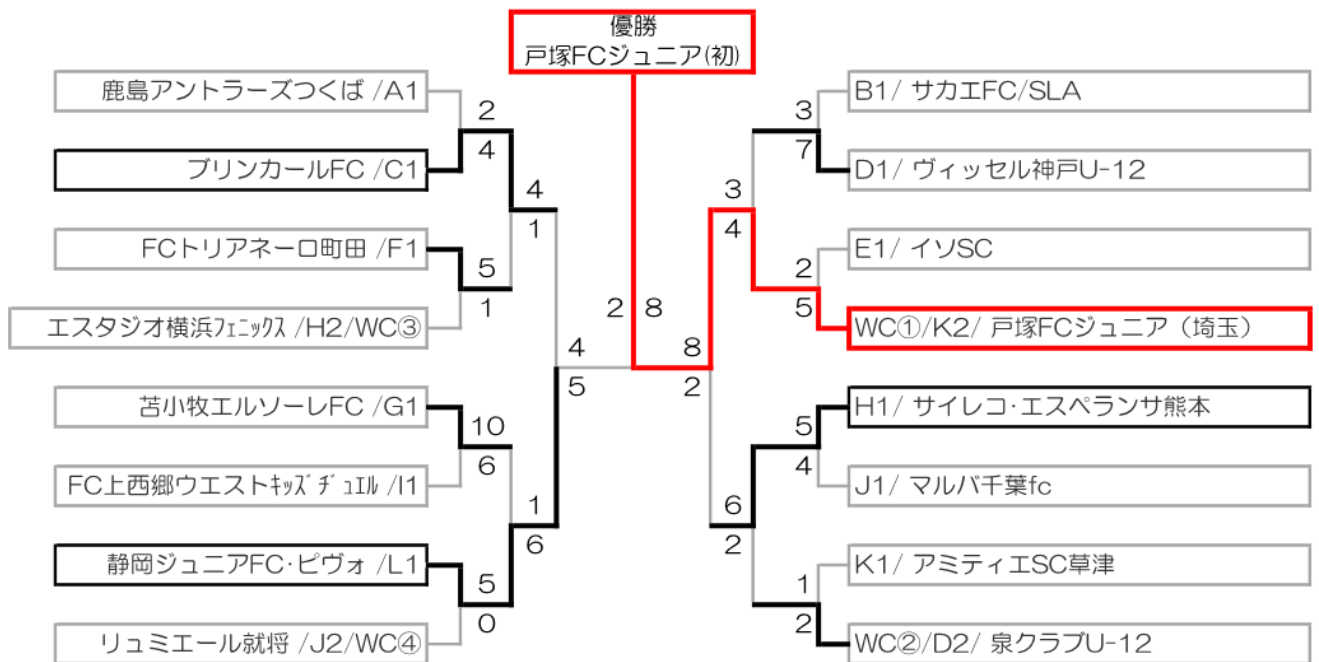 優勝
戸塚FCジュニア(初)
鹿島アントラーズつくば /A1
2
4
ブリンカールFC /C1
4
1
FCトリアネーロ町田 /F1
5
1
エスタジオ横浜フェニックス /H2/WC③
4
5
苫小牧エルソーレFC /G1
10
6
FC上西郷ウエストキッズデュエル /I1
1
6
静岡ジュニアFC・ピヴォ /L1
5
0
リュミエール就将 /J2/WC④
2 8
B1/ サカエFC/SLA
3
7
D1/ ヴィッセル神戸U-12
3
4
E1/ イソSC
2
5
WC①/K2/ 戸塚FCジュニア（埼玉）
8
2
H1/ サイレコ・エスペランサ熊本
5
4
J1/ マルバ千葉fc
6
2
K1/ アミティエSC草津
1
2
WC②/D2/ 泉クラブU-12